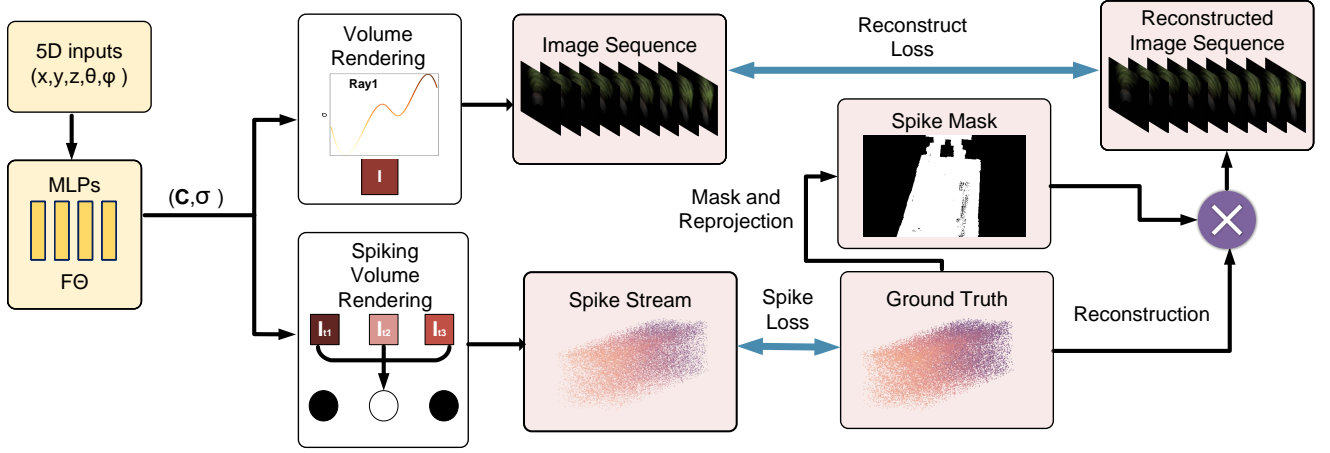 5D inputs
(x,y,z,θ,φ)
MLPs
FΘ
(C,σ)
Volume
Rendering
Ray1
σ
I
Spiking
Volume
Rendering
It1
It2
It3
Image Sequence
Spike Stream
Reconstruct
Loss
Spike
Loss
Mask and
Reprojection
Spike Mask
Ground Truth
Reconstruction
Reconstructed
Image Sequence